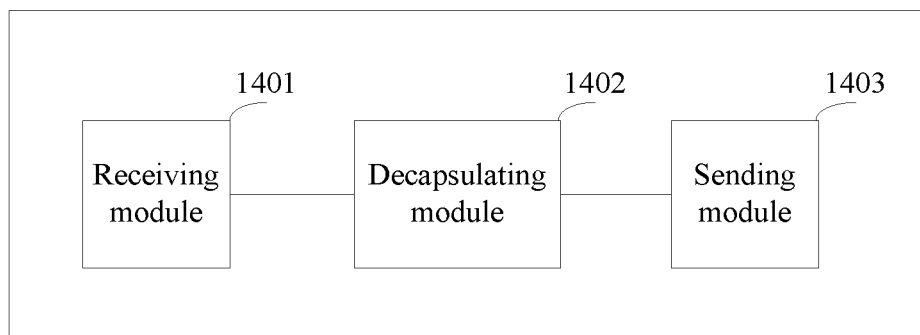 1401
1402
1403
Receiving
module
Decapsulating
module
Sending
module